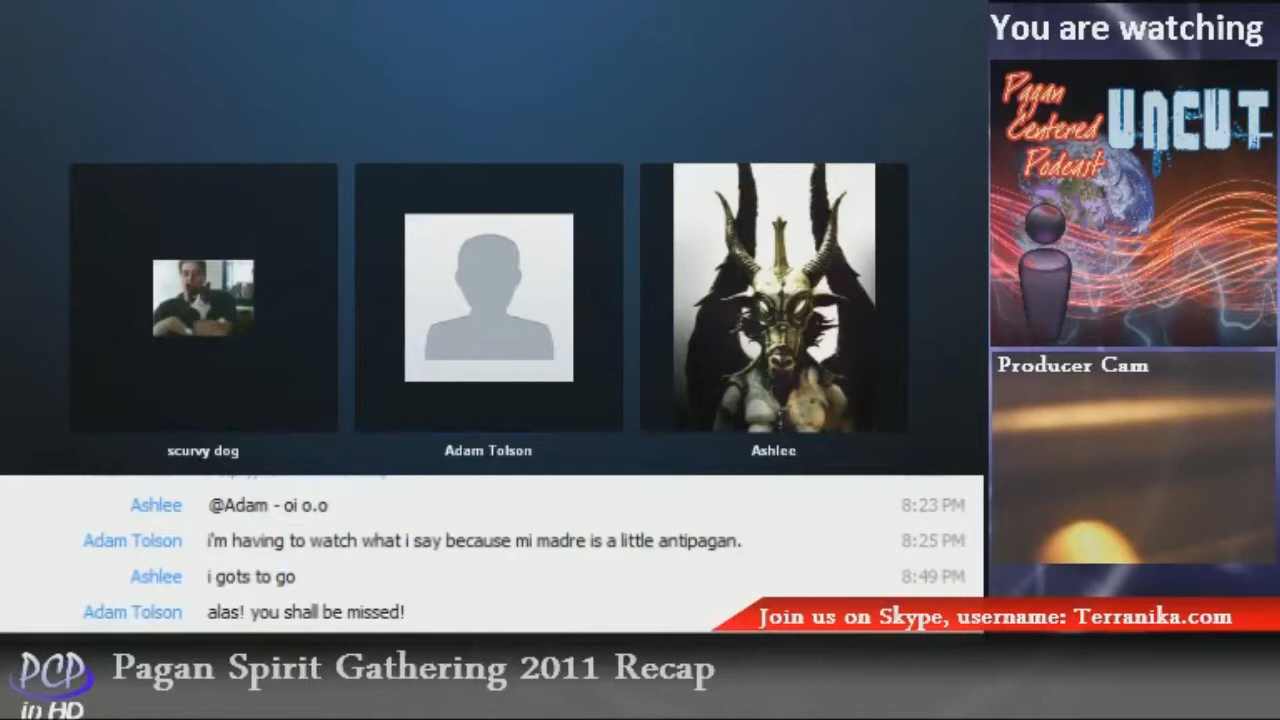 You are watching
Pagan
Centered
Podcast
UNCUT
Producer Cam
scurvy dog
Adam Tolson
Ashlee
Ashlee @Adam - oi o.o 8:23 PM
Adam Tolson i'm having to watch what i say because mi madre is a little antipagan. 8:25 PM
Ashlee i gots to go 8:49 PM
Adam Tolson alas! you shall be missed!
Join us on Skype, username: Terranika.com
PCP
in HD
Pagan Spirit Gathering 2011 Recap